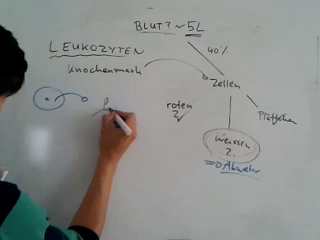 BLUT? ~ 5L
LEUKOZYTEN
40%
Knochenmark
Zellen
roten
Z.
Plättchen
weissen
Z.
=D Abwehr